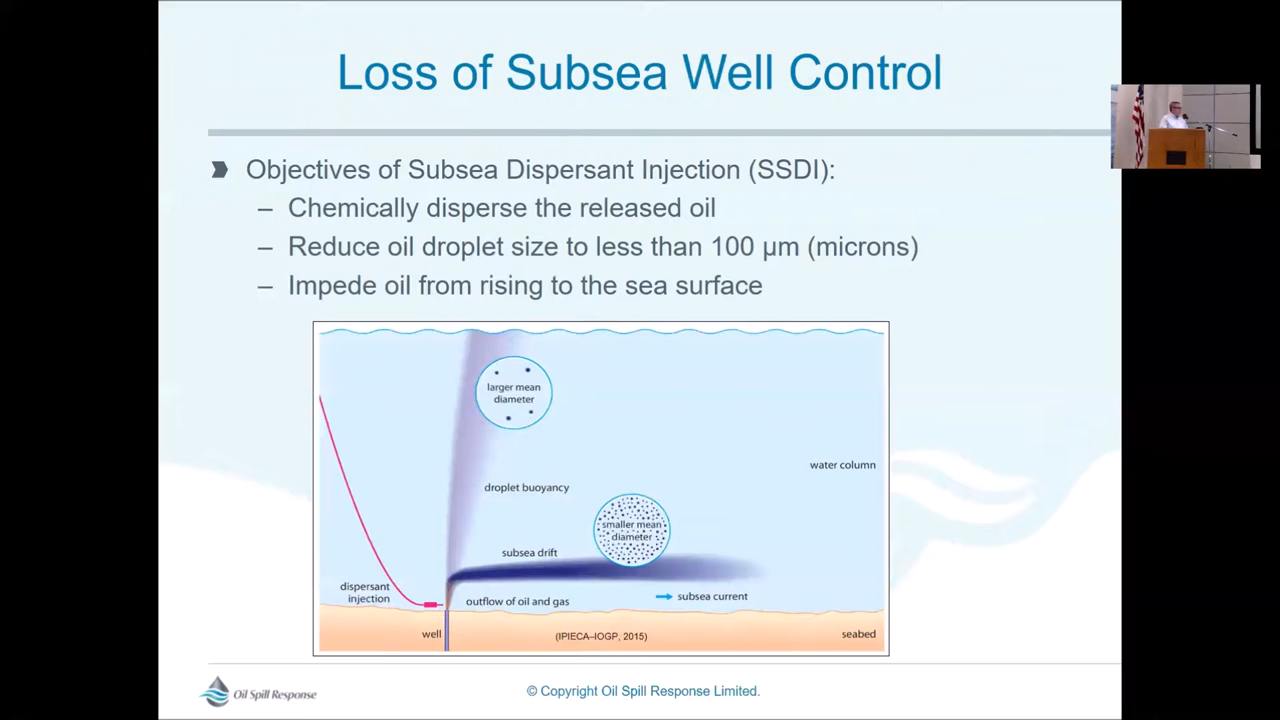 Loss of Subsea Well Control
Objectives of Subsea Dispersant Injection (SSDI):
– Chemically disperse the released oil
– Reduce oil droplet size to less than 100 µm (microns)
– Impede oil from rising to the sea surface
larger mean
diameter
water column
droplet buoyancy
smaller mean
diameter
subsea drift
dispersant
injection
outflow of oil and gas
subsea current
well
(IPIECA–IOGP, 2015)
seabed
Oil Spill Response
© Copyright Oil Spill Response Limited.